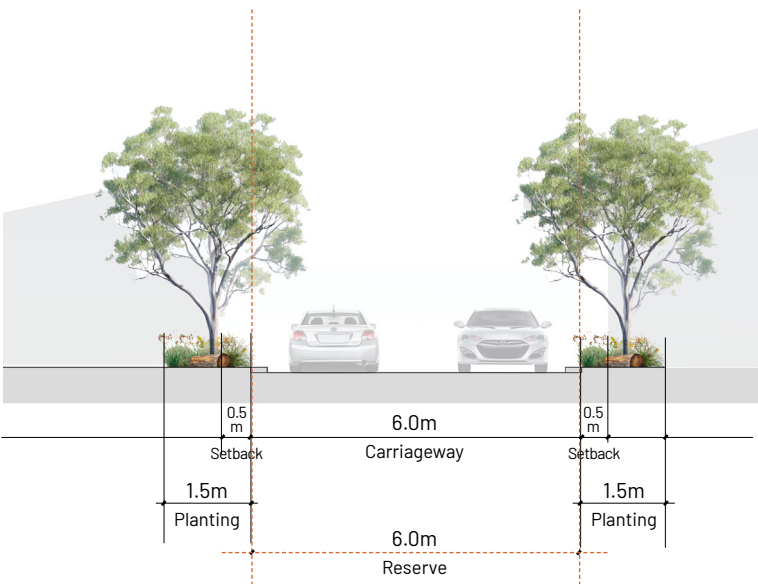 0.5
m
6.0m
0.5
m
Setback
Carriageway
Setback
1.5m
1.5m
Planting
Planting
6.0m
Reserve